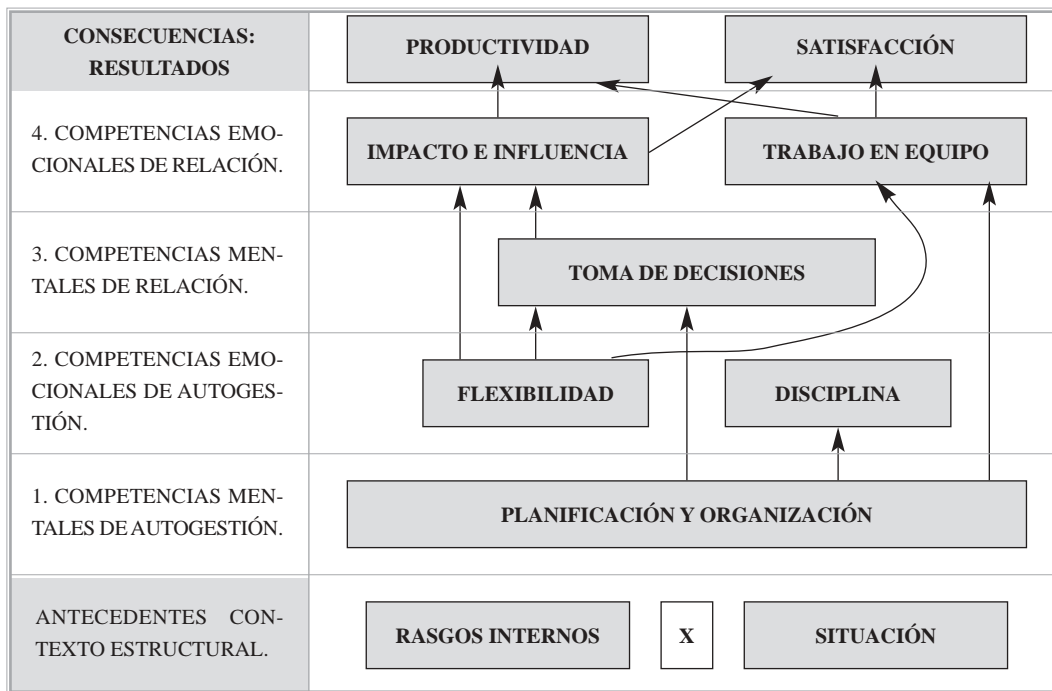 CONSECUENCIAS:
RESULTADOS
PRODUCTIVIDAD
SATISFACCIÓN
4. COMPETENCIAS EMO-
CIONALES DE RELACIÓN.
IMPACTO E INFLUENCIA
TRABAJO EN EQUIPO
3. COMPETENCIAS MEN-
TALES DE RELACIÓN.
TOMA DE DECISIONES
2. COMPETENCIAS EMO-
CIONALES DE AUTOGES-
TIÓN.
FLEXIBILIDAD
DISCIPLINA
1. COMPETENCIAS MEN-
TALES DE AUTOGESTIÓN.
PLANIFICACIÓN Y ORGANIZACIÓN
ANTECEDENTES CON-
TEXTO ESTRUCTURAL.
RASGOS INTERNOS
X
SITUACIÓN